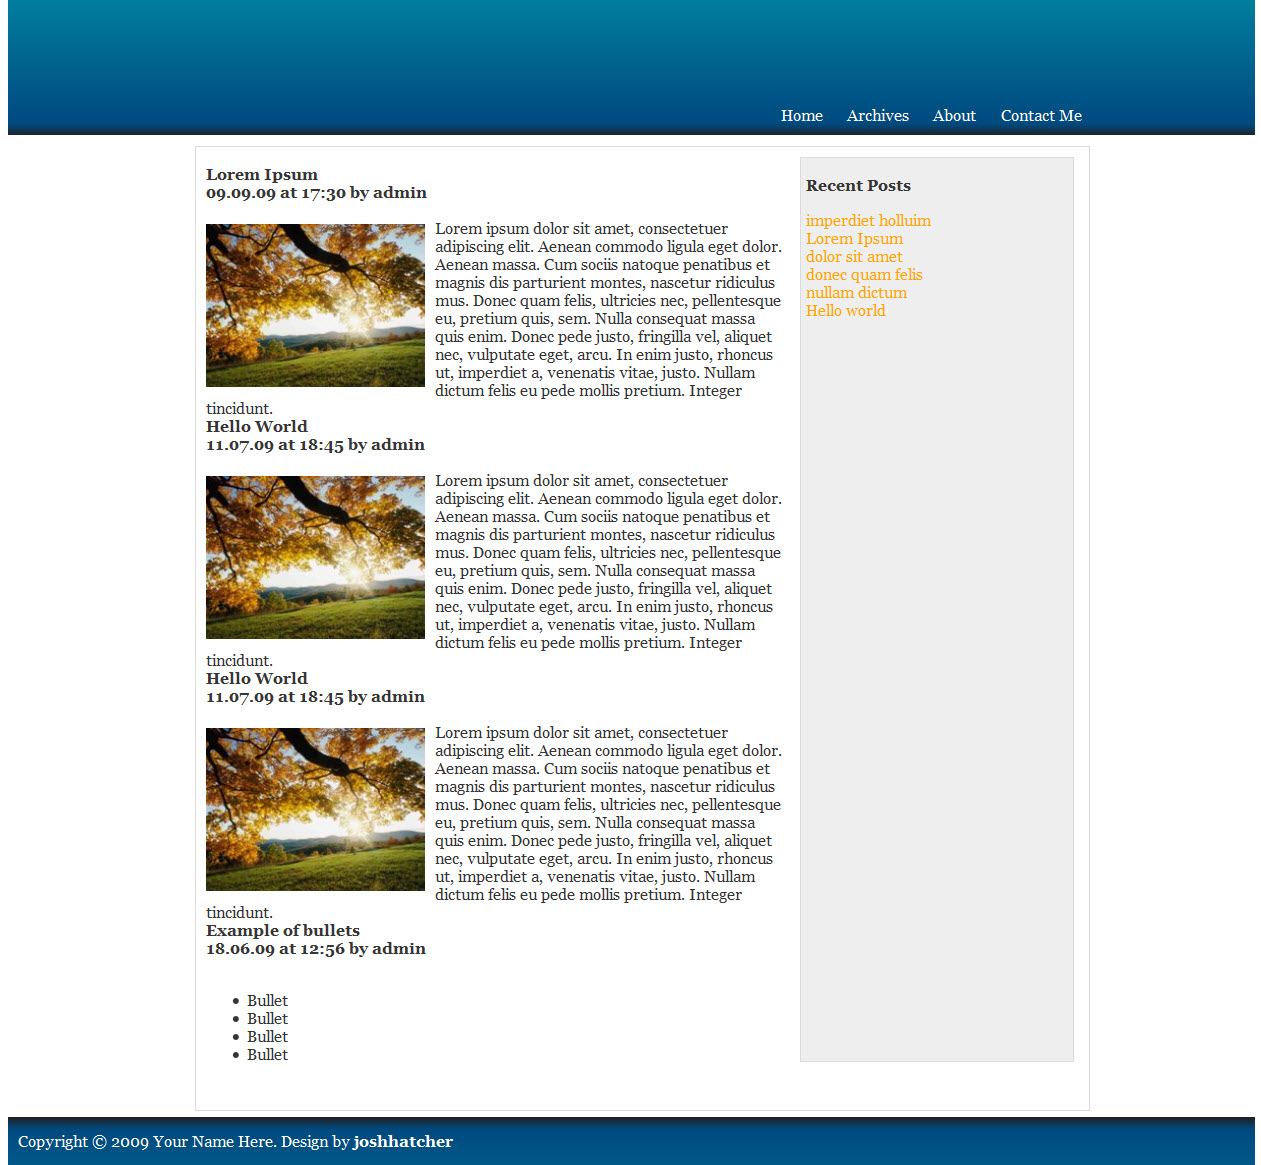 Home Archives About Contact Me
Lorem Ipsum
09.09.09 at 17:30 by admin
Lorem ipsum dolor sit amet, consectetuer
adipiscing elit. Aenean commodo ligula eget dolor.
Aenean massa. Cum sociis natoque penatibus et
magnis dis parturient montes, nascetur ridiculus
mus. Donec quam felis, ultricies nec, pellentesque
eu, pretium quis, sem. Nulla consequat massa
quis enim. Donec pede justo, fringilla vel, aliquet
nec, vulputate eget, arcu. In enim justo, rhoncus
ut, imperdiet a, venenatis vitae, justo. Nullam
dictum felis eu pede mollis pretium. Integer
tincidunt.
Hello World
11.07.09 at 18:45 by admin
Lorem ipsum dolor sit amet, consectetuer
adipiscing elit. Aenean commodo ligula eget dolor.
Aenean massa. Cum sociis natoque penatibus et
magnis dis parturient montes, nascetur ridiculus
mus. Donec quam felis, ultricies nec, pellentesque
eu, pretium quis, sem. Nulla consequat massa
quis enim. Donec pede justo, fringilla vel, aliquet
nec, vulputate eget, arcu. In enim justo, rhoncus
ut, imperdiet a, venenatis vitae, justo. Nullam
dictum felis eu pede mollis pretium. Integer
tincidunt.
Hello World
11.07.09 at 18:45 by admin
Lorem ipsum dolor sit amet, consectetuer
adipiscing elit. Aenean commodo ligula eget dolor.
Aenean massa. Cum sociis natoque penatibus et
magnis dis parturient montes, nascetur ridiculus
mus. Donec quam felis, ultricies nec, pellentesque
eu, pretium quis, sem. Nulla consequat massa
quis enim. Donec pede justo, fringilla vel, aliquet
nec, vulputate eget, arcu. In enim justo, rhoncus
ut, imperdiet a, venenatis vitae, justo. Nullam
dictum felis eu pede mollis pretium. Integer
tincidunt.
Example of bullets
18.06.09 at 12:56 by admin
• Bullet
• Bullet
• Bullet
• Bullet
Recent Posts
imperdiet holluim
Lorem Ipsum
dolor sit amet
donec quam felis
nullam dictum
Hello world
Copyright © 2009 Your Name Here. Design by joshhatcher